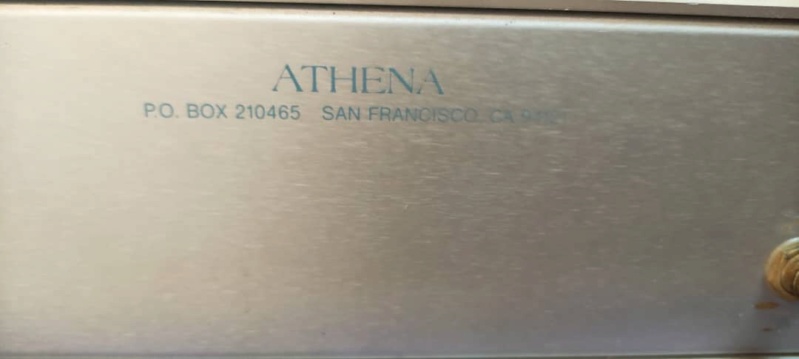 ATHENA
P.O. BOX 210465 SAN FRANCISCO, CA